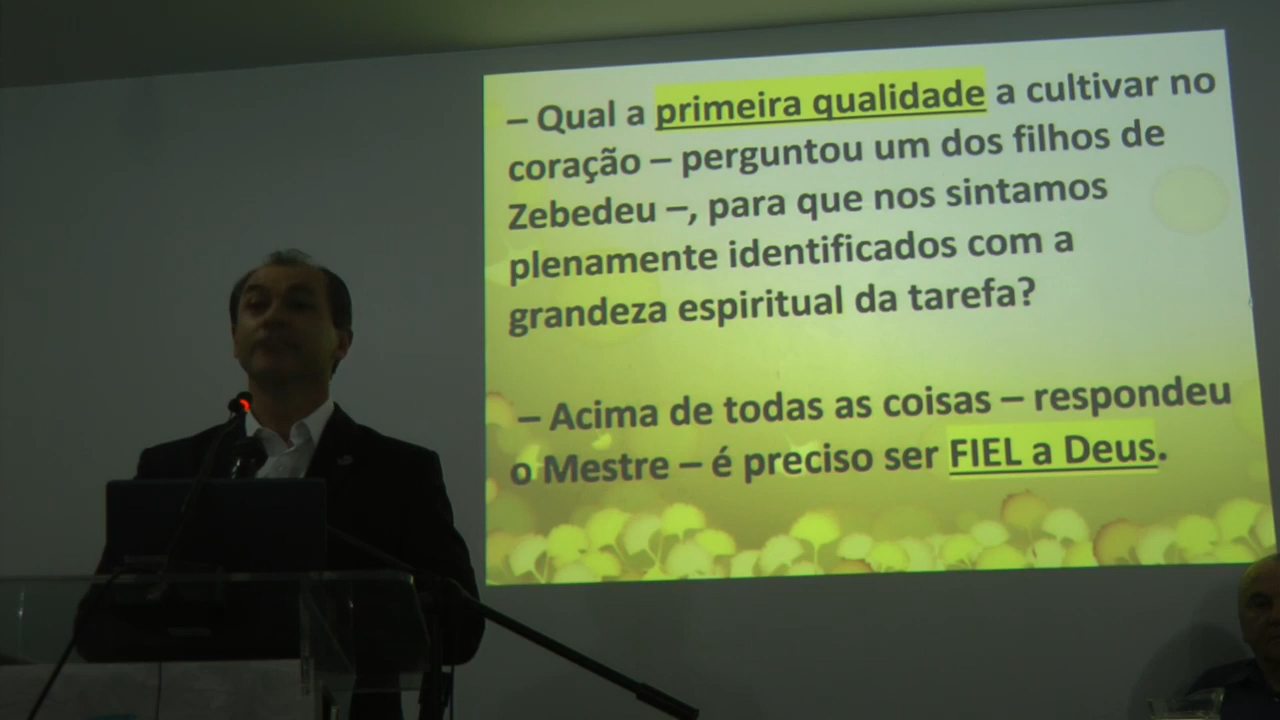 – Qual a primeira qualidade a cultivar no
coração – perguntou um dos filhos de
Zebedeu –, para que nos sintamos
plenamente identificados com a
grandeza espiritual da tarefa?
– Acima de todas as coisas – respondeu
o Mestre – é preciso ser FIEL a Deus.